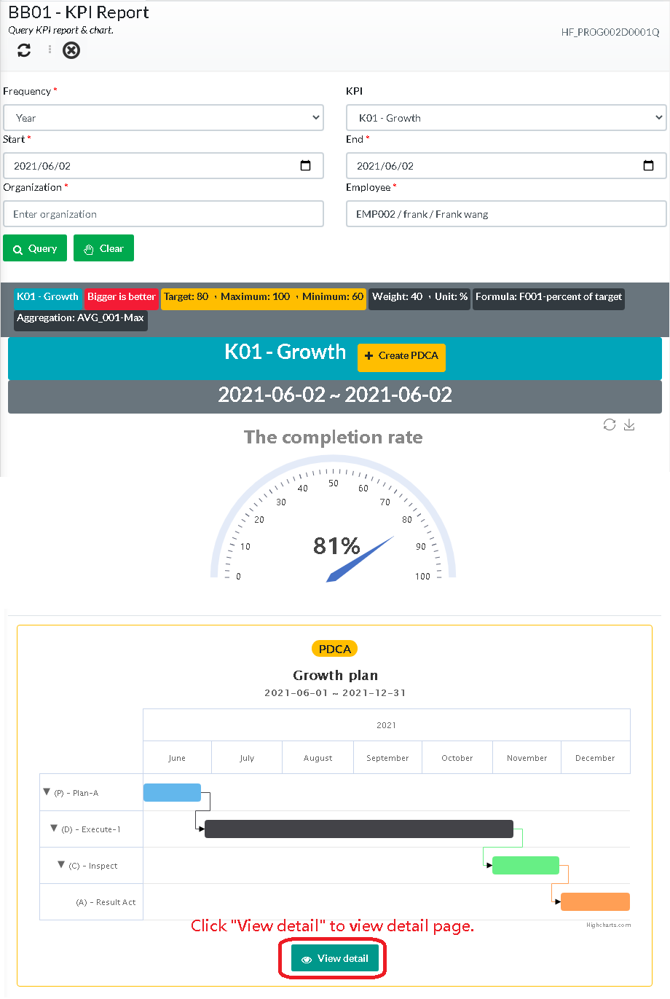 BB01 - KPI Report
Query KPI report & chart.
HF_PROG002D0001Q
Frequency *
KPI
Year
K01 - Growth
Start *
End *
2021/06/02
2021/06/02
Organization *
Employee *
Enter organization
EMP002 / frank / Frank wang
Query
Clear
K01 - Growth Bigger is better Target: 80 , Maximum: 100 , Minimum: 60 Weight: 40 , Unit: % Formula: F001-percent of target
Aggregation: AVG_001-Max
K01 - Growth
+ Create PDCA
2021-06-02 ~ 2021-06-02
The completion rate
0
10
20
30
40
50
60
70
80
90
100
81%
PDCA
Growth plan
2021-06-01 ~ 2021-12-31
2021
June July August September October November December
▼ (P) - Plan-A
▼ (D) - Execute-1
▼ (C) - Inspect
(A) - Result Act
Highcharts.com
Click "View detail" to view detail page.
View detail